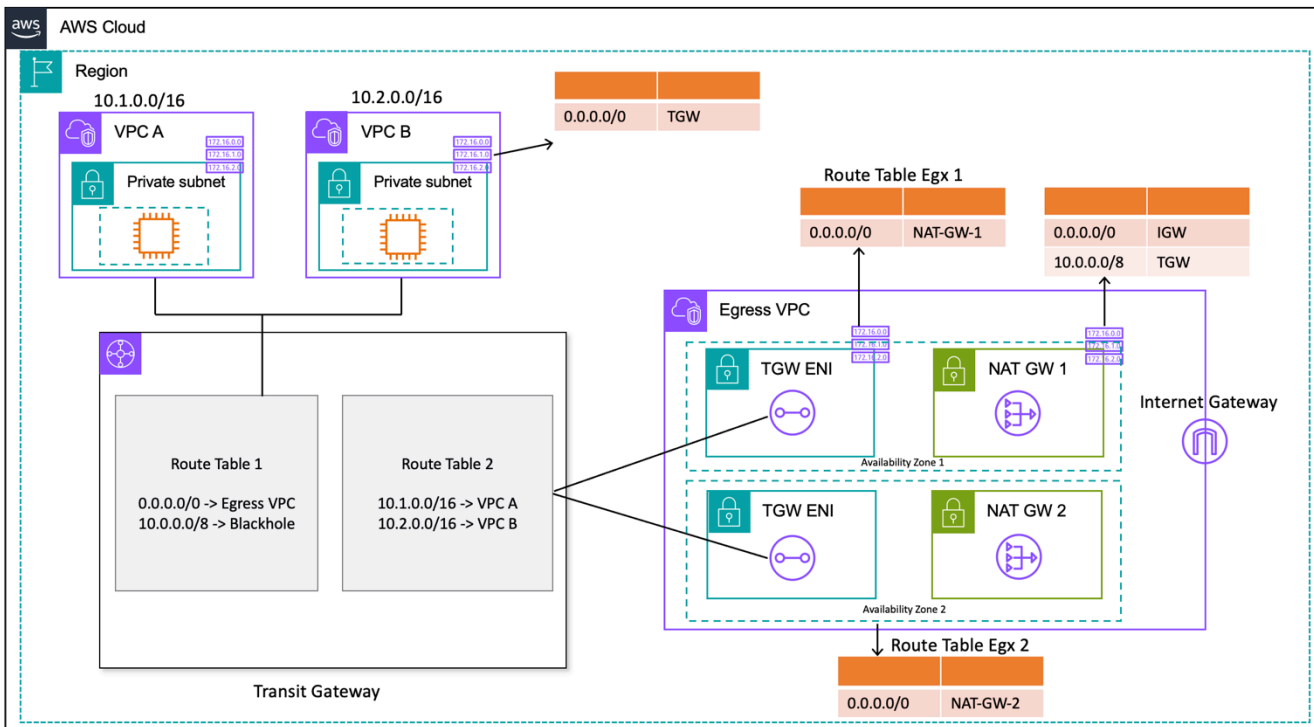 aws
AWS Cloud
Region
10.1.0.0/16
10.2.0.0/16
VPC A
172.16.0.0
172.16.1.0
172.16.2.0
Private subnet
VPC B
172.16.0.0
172.16.1.0
172.16.2.0
Private subnet
0.0.0.0/0 TGW
Route Table Egx 1
0.0.0.0/0 NAT-GW-1
0.0.0.0/0 IGW
10.0.0.0/8 TGW
Egress VPC
172.16.0.0
172.16.1.0
172.16.2.0
172.16.0.0
172.16.1.0
172.16.2.0
TGW ENI
NAT GW 1
Availability Zone 1
Internet Gateway
TGW ENI
NAT GW 2
Availability Zone 2
Route Table 1
0.0.0.0/0 -> Egress VPC
10.0.0.0/8 -> Blackhole
Route Table 2
10.1.0.0/16 -> VPC A
10.2.0.0/16 -> VPC B
Transit Gateway
Route Table Egx 2
0.0.0.0/0 NAT-GW-2